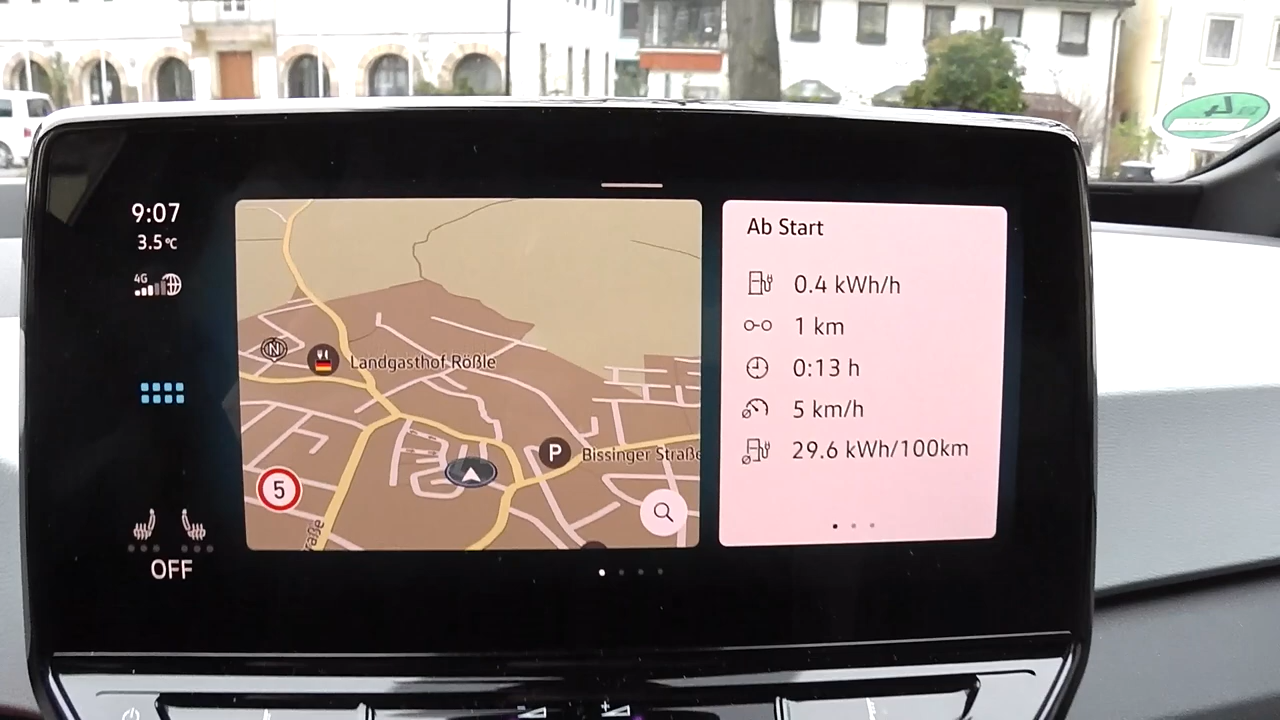 9:07
3.5°C
4G
OFF
N
Landgasthof Rößle
P
Bissinger Straße
5
raße
Ab Start
0.4 kWh/h
1 km
0:13 h
5 km/h
29.6 kWh/100km